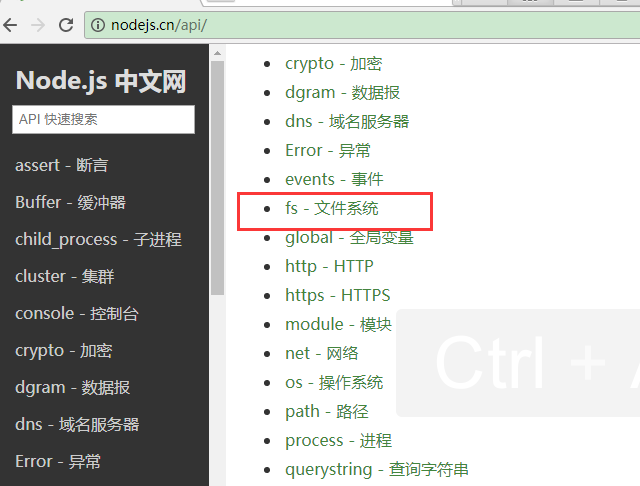 nodejs.cn/api/
Node.js 中文网
API 快速搜索
assert - 断言
Buffer - 缓冲器
child_process - 子进程
cluster - 集群
console - 控制台
crypto - 加密
dgram - 数据报
dns - 域名服务器
Error - 异常
crypto - 加密
dgram - 数据报
dns - 域名服务器
Error - 异常
events - 事件
fs - 文件系统
global - 全局变量
http - HTTP
https - HTTPS
module - 模块
net - 网络
os - 操作系统
path - 路径
process - 进程
querystring - 查询字符串
Ctrl +